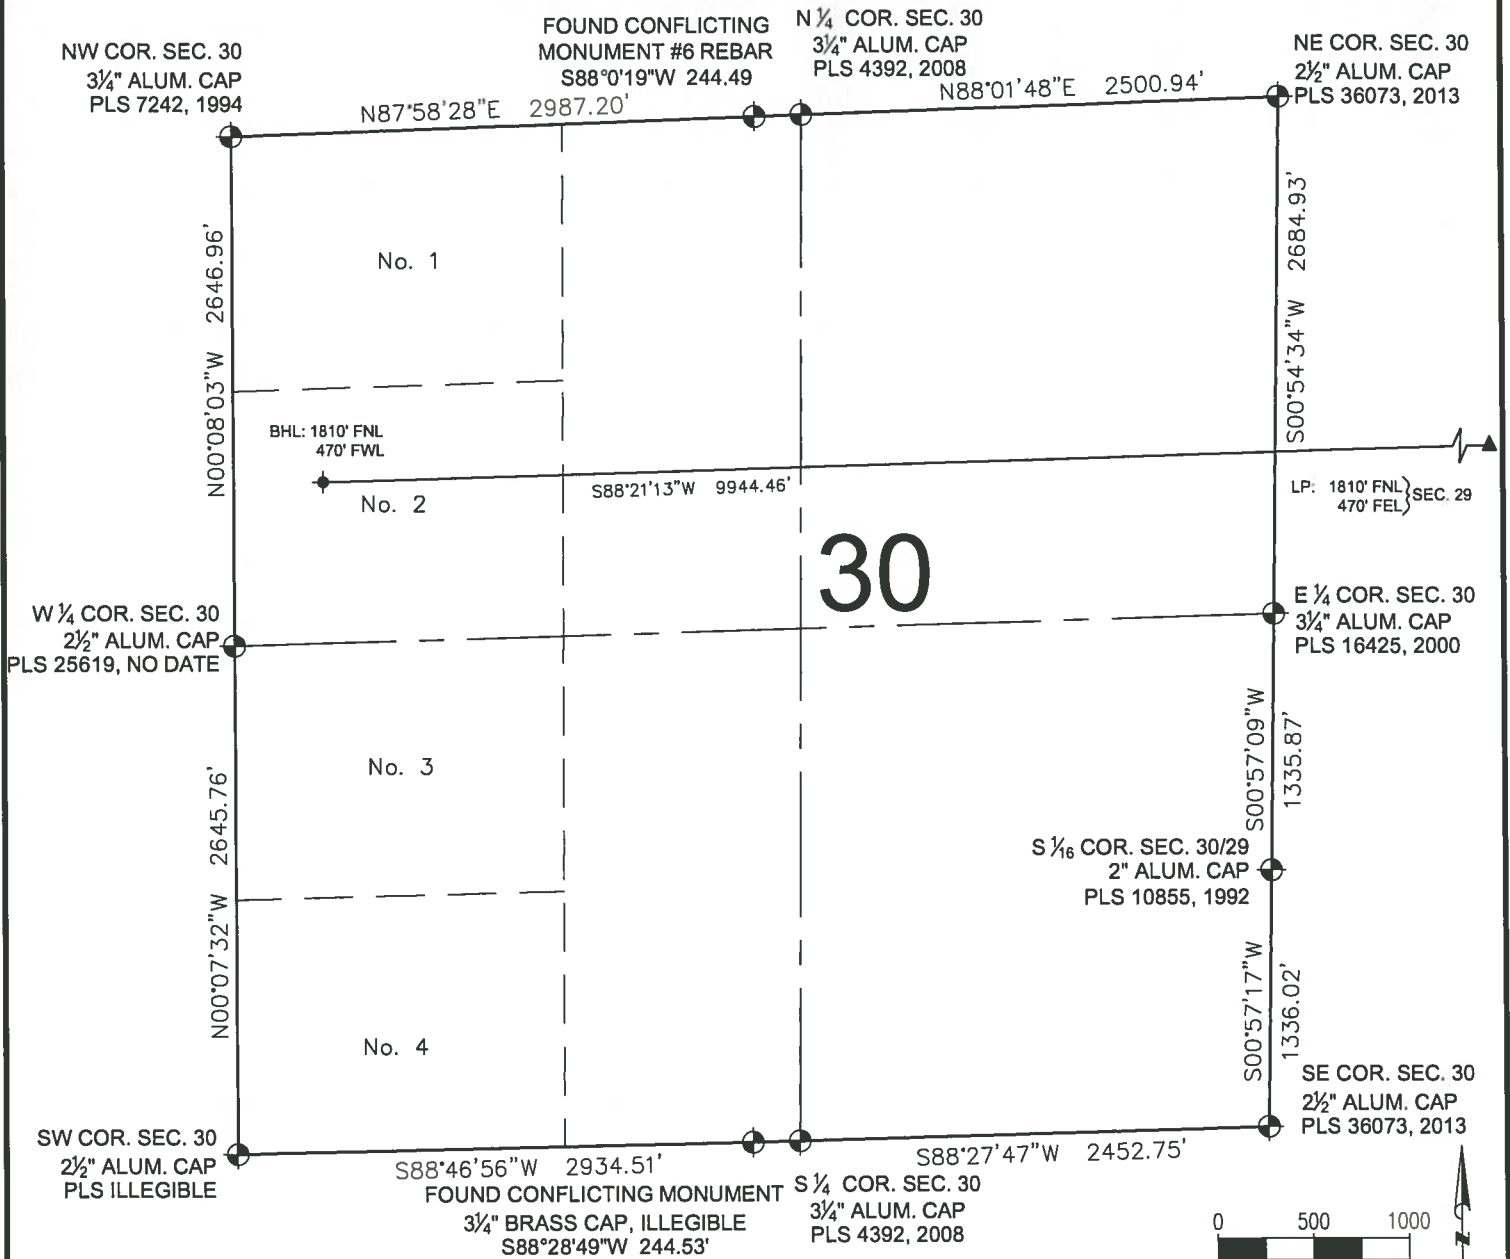 FOUND CONFLICTING
MONUMENT #6 REBAR
S88°0'19"W 244.49
N ¼ COR. SEC. 30
3¼" ALUM. CAP
PLS 4392, 2008
NW COR. SEC. 30
3¼" ALUM. CAP
PLS 7242, 1994
NE COR. SEC. 30
2½" ALUM. CAP
PLS 36073, 2013
N87°58'28"E 2987.20'
N88°01'48"E 2500.94'
N00°08'03"W 2646.96'
S00°54'34"W 2684.93'
No. 1
BHL: 1810' FNL
470' FWL
No. 2
S88°21'13"W 9944.46'
LP: 1810' FNL
470' FEL
}SEC. 29
30
W ¼ COR. SEC. 30
2½" ALUM. CAP
PLS 25619, NO DATE
E ¼ COR. SEC. 30
3¼" ALUM. CAP
PLS 16425, 2000
No. 3
S00°57'09"W
1335.87'
N00°07'32"W 2645.76'
S 1⁄16 COR. SEC. 30/29
2" ALUM. CAP
PLS 10855, 1992
No. 4
S00°57'17"W
1336.02'
SE COR. SEC. 30
2½" ALUM. CAP
PLS 36073, 2013
SW COR. SEC. 30
2½" ALUM. CAP
PLS ILLEGIBLE
S88°46'56"W 2934.51'
S88°27'47"W 2452.75'
FOUND CONFLICTING MONUMENT
3¼" BRASS CAP, ILLEGIBLE
S88°28'49"W 244.53'
S ¼ COR. SEC. 30
3¼" ALUM. CAP
PLS 4392, 2008
0 500 1000